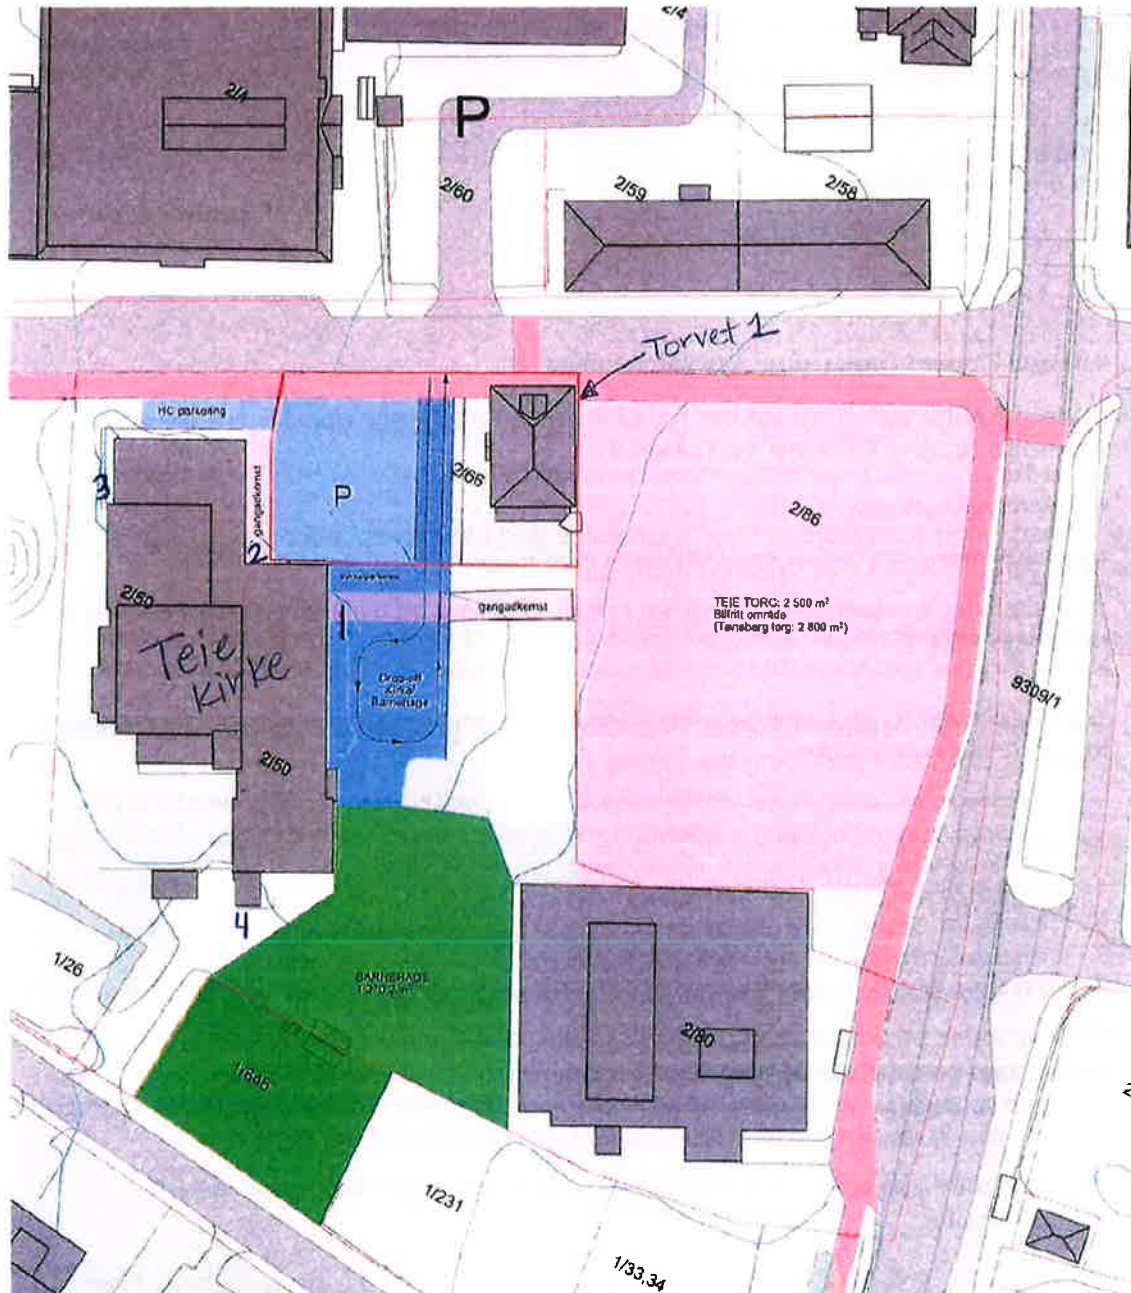 2/4
2/4
P
2/60
2/59
2/58
Torvet 1
HC parkering
gangadkomst
3
P
2/66
2/86
2
2/50
gangadkomst
1
TEIE TORG: 2 500 m²
Bilfritt område
(Tønsberg torg: 2 800 m²)
Teie
Kirke
Drop-off
Kirke/
Barnehage
9309/1
2/50
4
1/26
BARNEHAGE
2/80
1/231
1/33,34